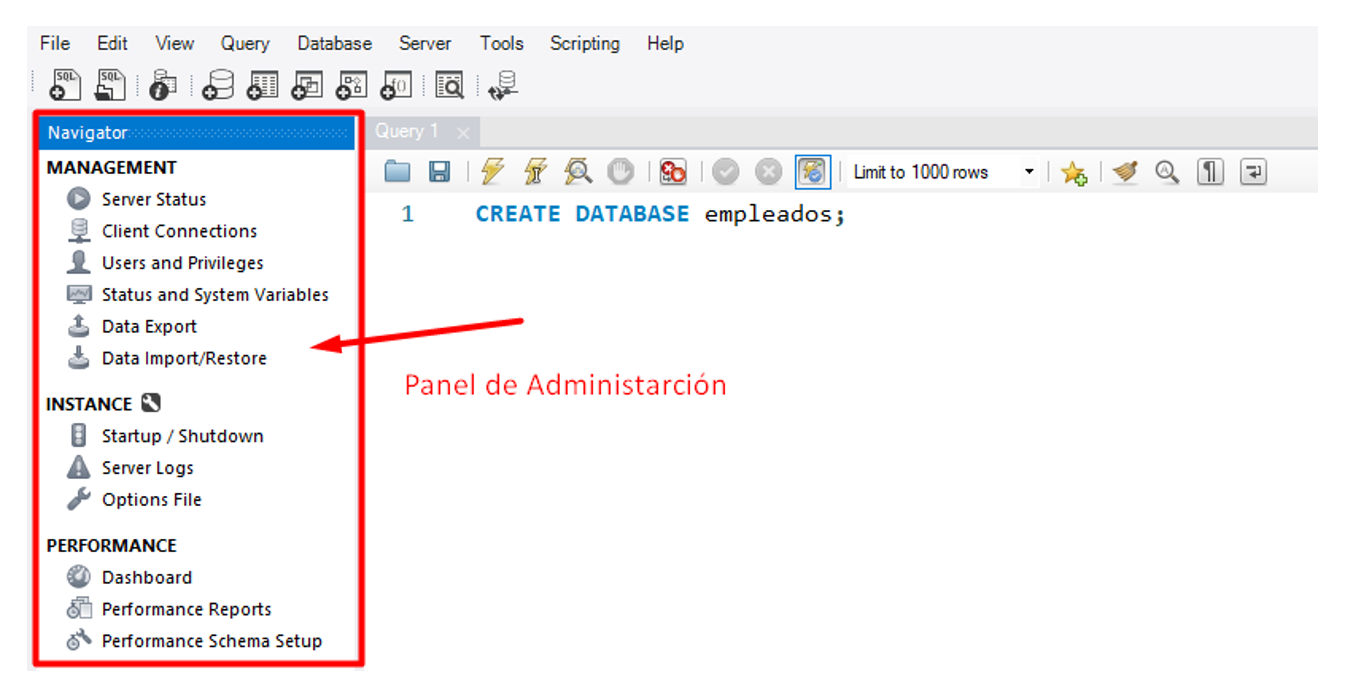 File Edit View Query Database Server Tools Scripting Help
SQL SQL
Navigator
Query 1
MANAGEMENT
Server Status
Client Connections
Users and Privileges
Status and System Variables
Data Export
Data Import/Restore
INSTANCE
Startup / Shutdown
Server Logs
Options File
PERFORMANCE
Dashboard
Performance Reports
Performance Schema Setup
Limit to 1000 rows
1 CREATE DATABASE empleados;
Panel de Administarción